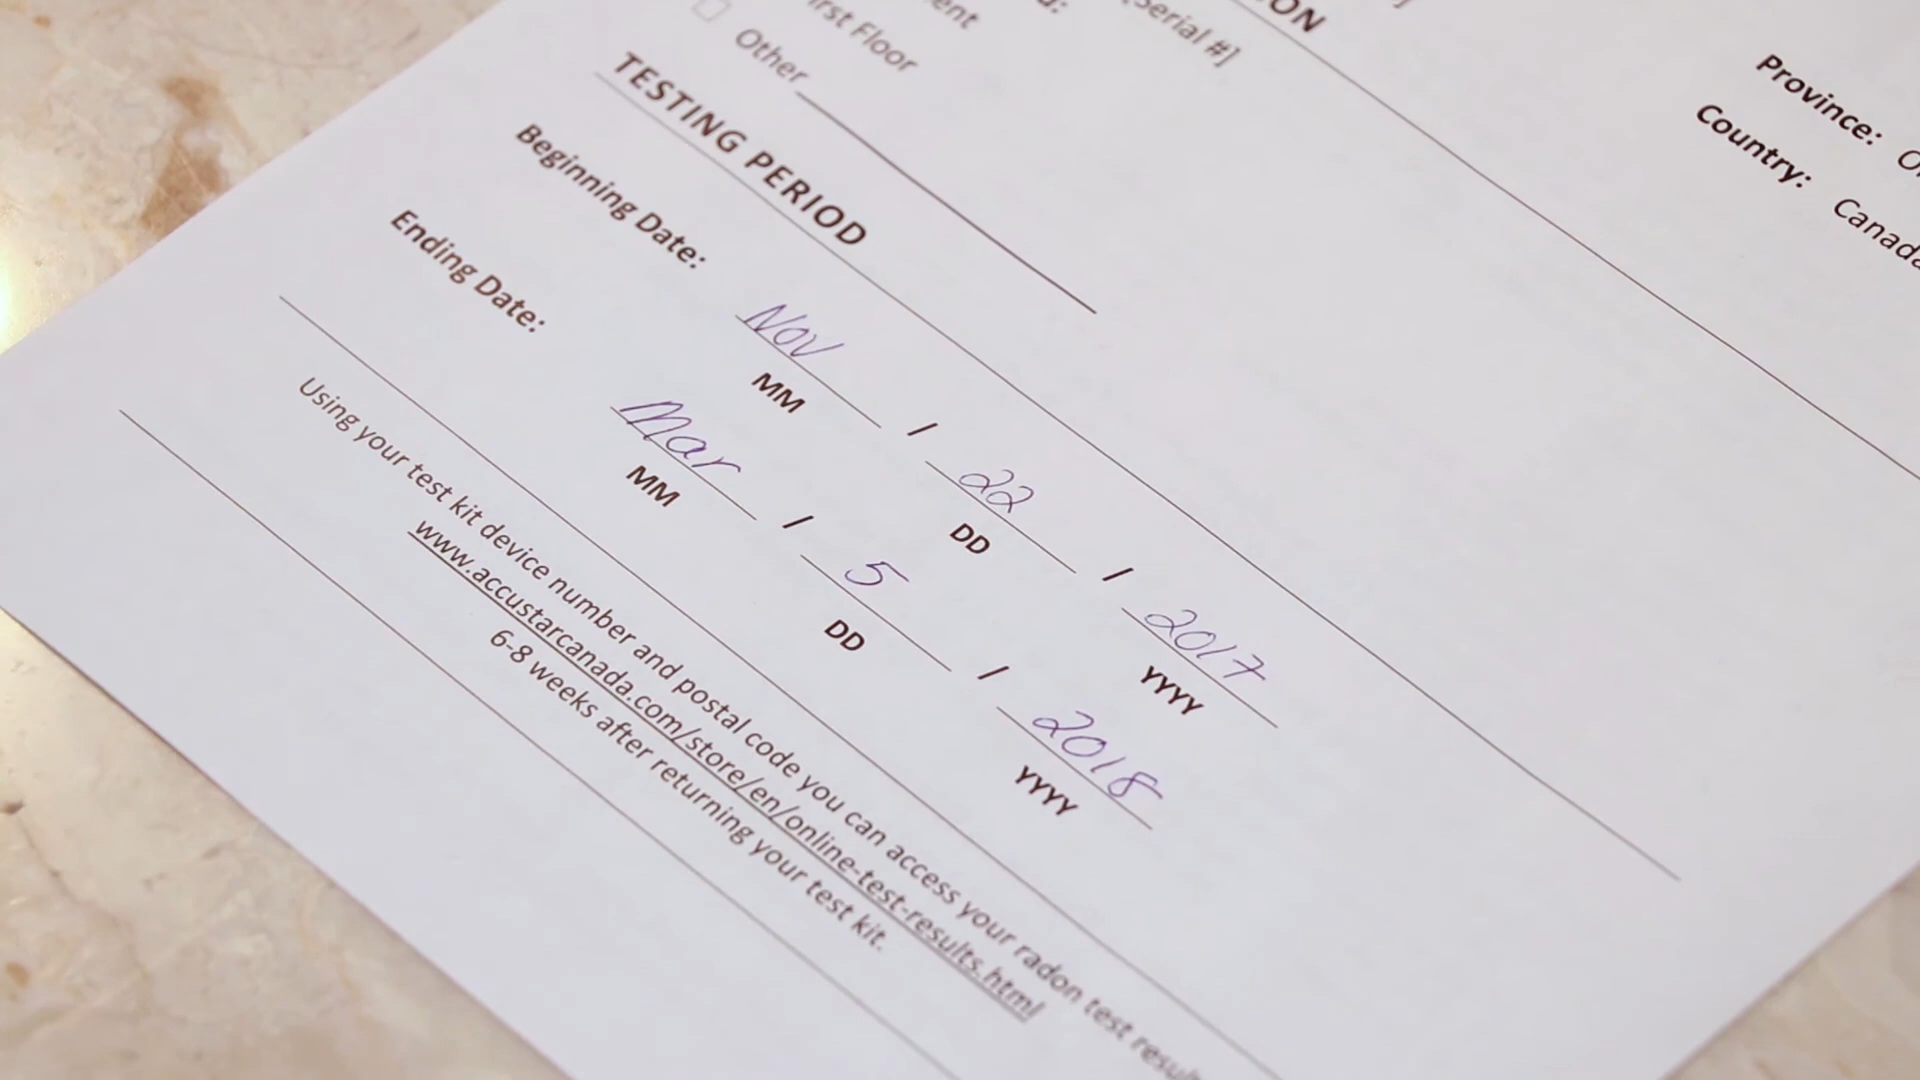 [Serial #]
First Floor
Other
Province:
Country: Canada
TESTING PERIOD
Beginning Date: Nov / 22 / 2017
MM DD YYYY
Ending Date: Mar / 5 / 2018
MM DD YYYY
Using your test kit device number and postal code you can access your radon test
www.accustarcanada.com/store/en/online-test-results.html
6-8 weeks after returning your test kit.